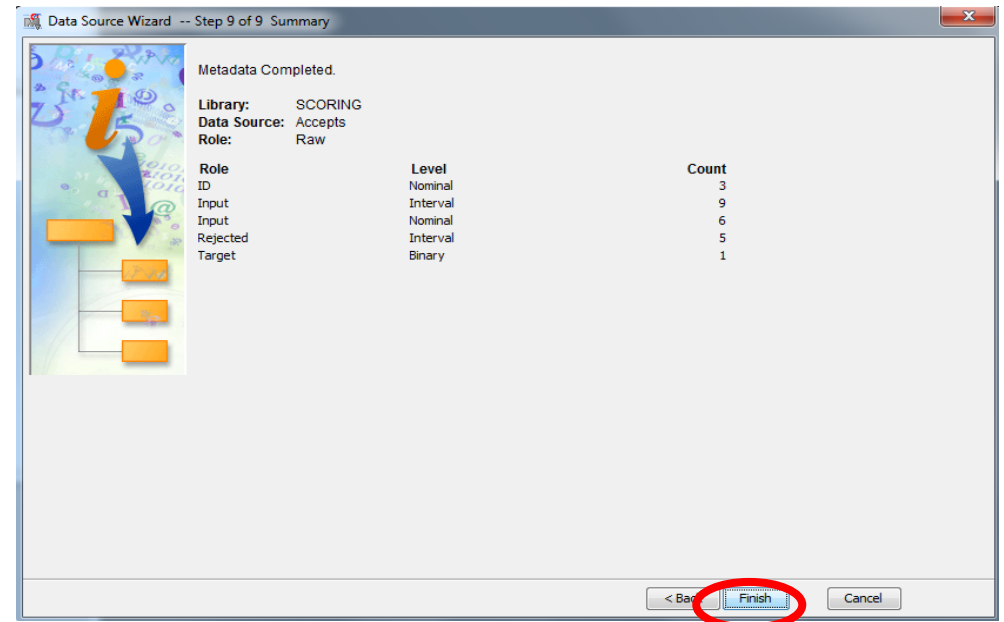 Data Source Wizard -- Step 9 of 9 Summary
Metadata Completed.
Library: SCORING
Data Source: Accepts
Role: Raw
Role Level Count
ID Nominal 3
Input Interval 9
Input Nominal 6
Rejected Interval 5
Target Binary 1
< Back Finish Cancel